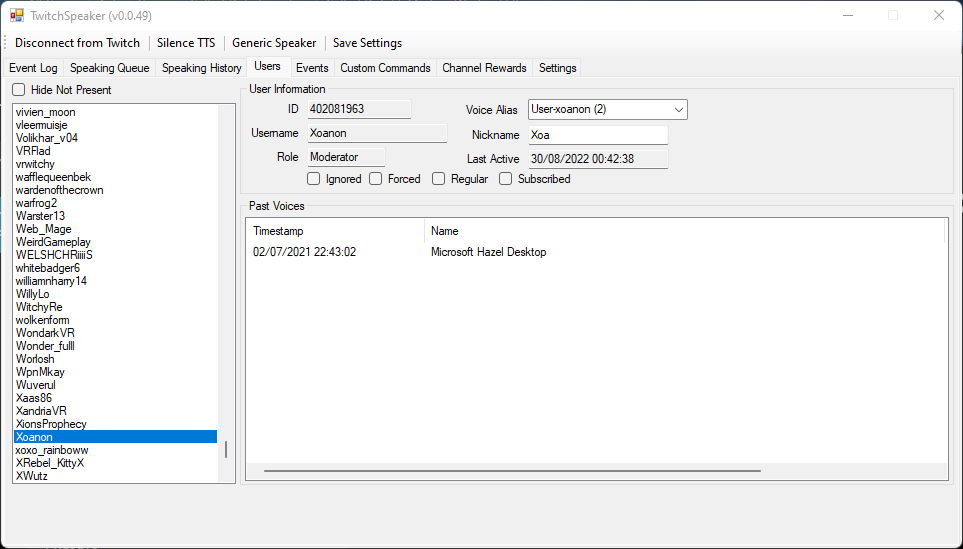 TwitchSpeaker (v0.0.49)
Disconnect from Twitch Silence TTS Generic Speaker Save Settings
Event Log Speaking Queue Speaking History Users Events Custom Commands Channel Rewards Settings
Hide Not Present
vivien_moon
vleermuisje
Volikhar_v04
VRFlad
vrwitchy
wafflequeenbek
wardenofthecrown
warfrog2
Warster13
Web_Mage
WeirdGameplay
WELSHCHRiiiiS
whitebadger6
williamnharry14
WillyLo
WitchyRe
wolkenform
WondarkVR
Wonder_fulll
Worlosh
WpnMkay
Wuverul
Xaas86
XandriaVR
XionsProphecy
Xoanon
xoxo_rainboww
XRebel_KittyX
XWutz
User Information
ID 402081963 Voice Alias User-xoanon (2)
Username Xoanon Nickname Xoa
Role Moderator Last Active 30/08/2022 00:42:38
Ignored Forced Regular Subscribed
Past Voices
Timestamp Name
02/07/2021 22:43:02 Microsoft Hazel Desktop